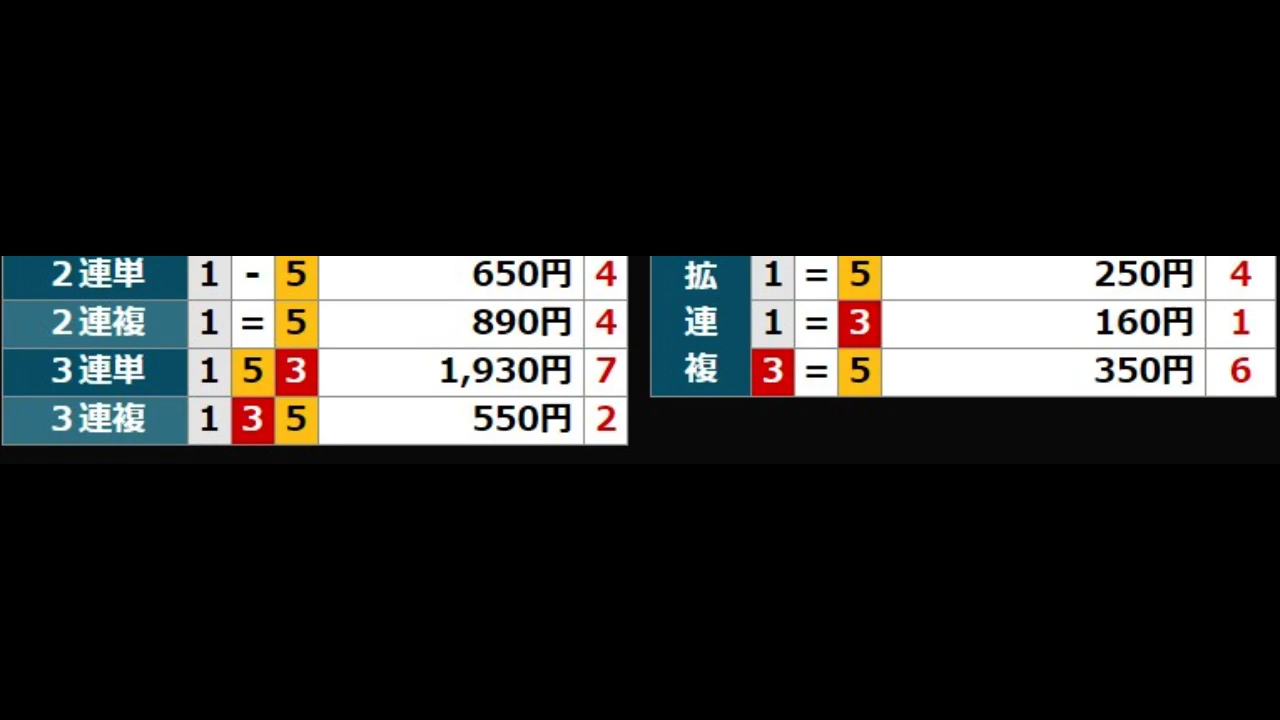 2連単 1 - 5 650円 4
2連複 1 = 5 890円 4
3連単 1 5 3 1,930円 7
3連複 1 3 5 550円 2
拡 1 = 5 250円 4
連 1 = 3 160円 1
複 3 = 5 350円 6